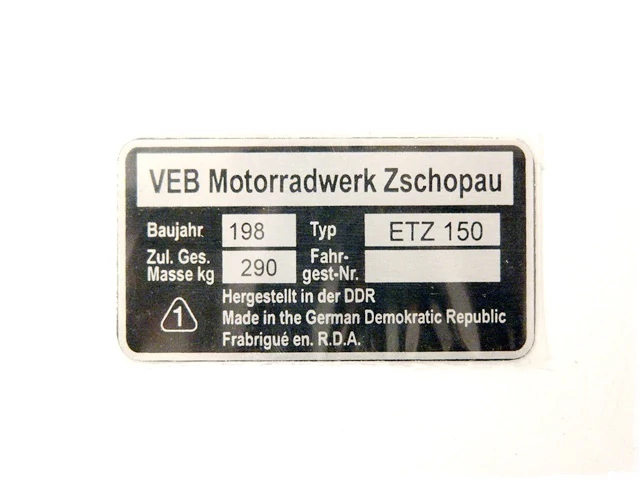 VEB Motorradwerk Zschopau
Baujahr 198 Typ ETZ 150
Zul. Ges. Masse kg 290 Fahr-
gest-Nr.
1
Hergestellt in der DDR
Made in the German Demokratic Republic
Frabrigué en. R.D.A.